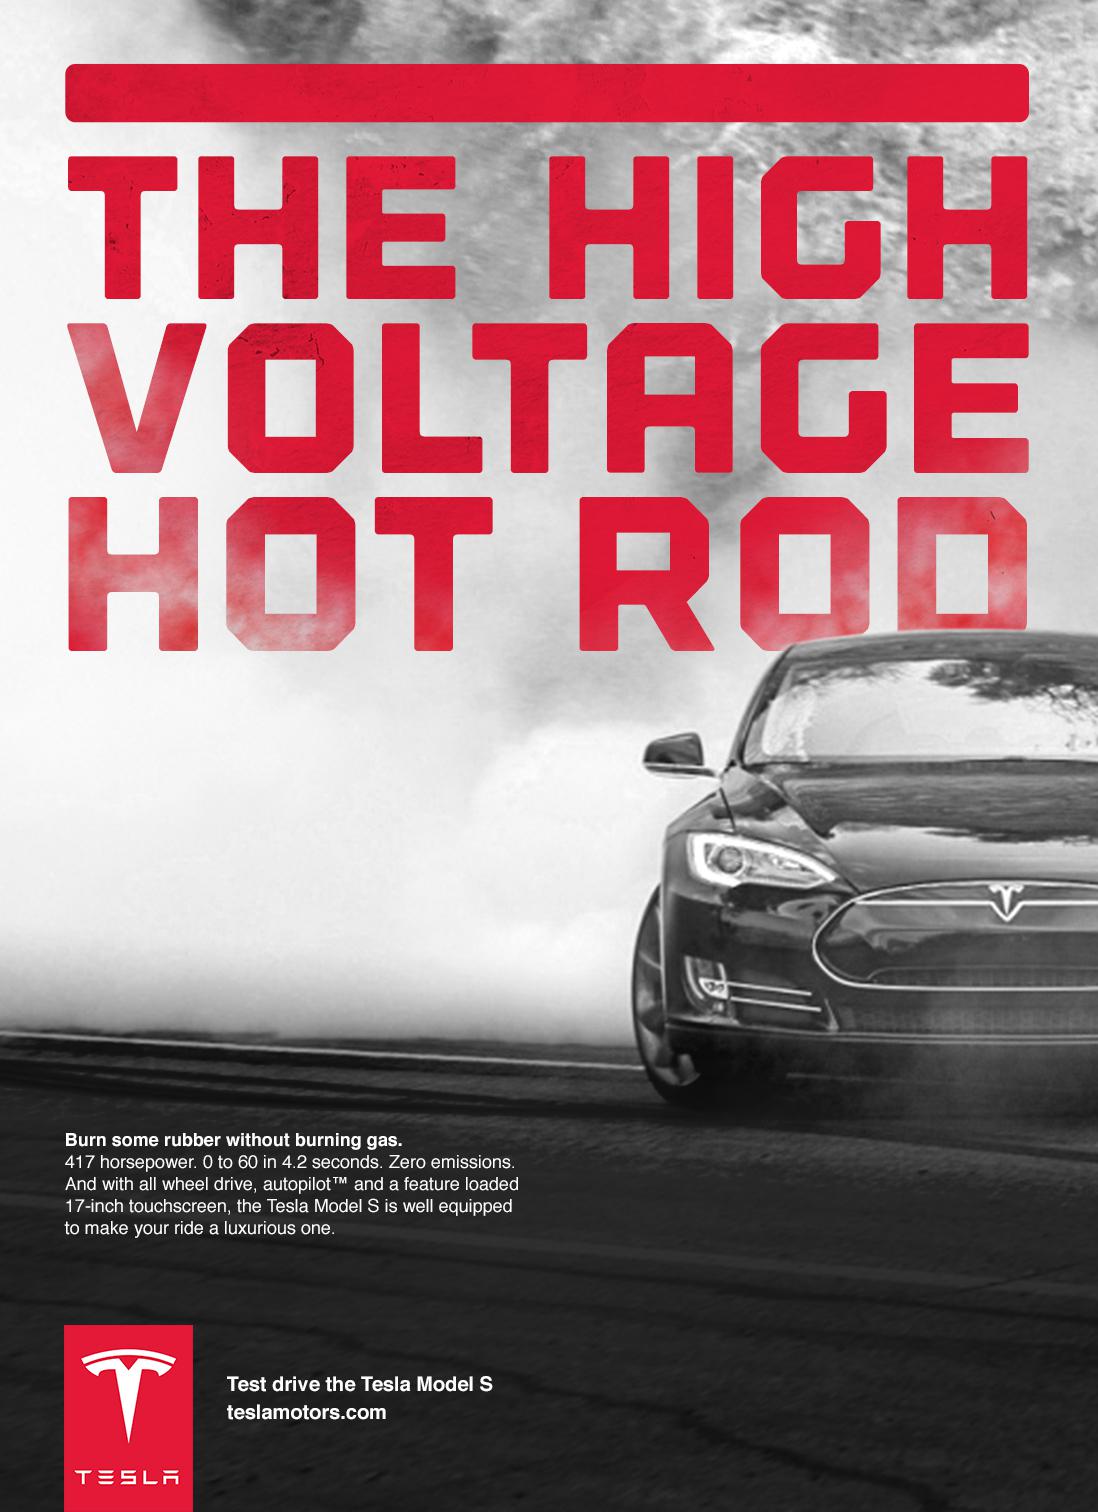 THE HIGH
VOLTAGE
HOT ROD
Burn some rubber without burning gas.
417 horsepower. 0 to 60 in 4.2 seconds. Zero emissions.
And with all wheel drive, autopilot™ and a feature loaded
17-inch touchscreen, the Tesla Model S is well equipped
to make your ride a luxurious one.
Test drive the Tesla Model S
teslamotors.com
TESLA